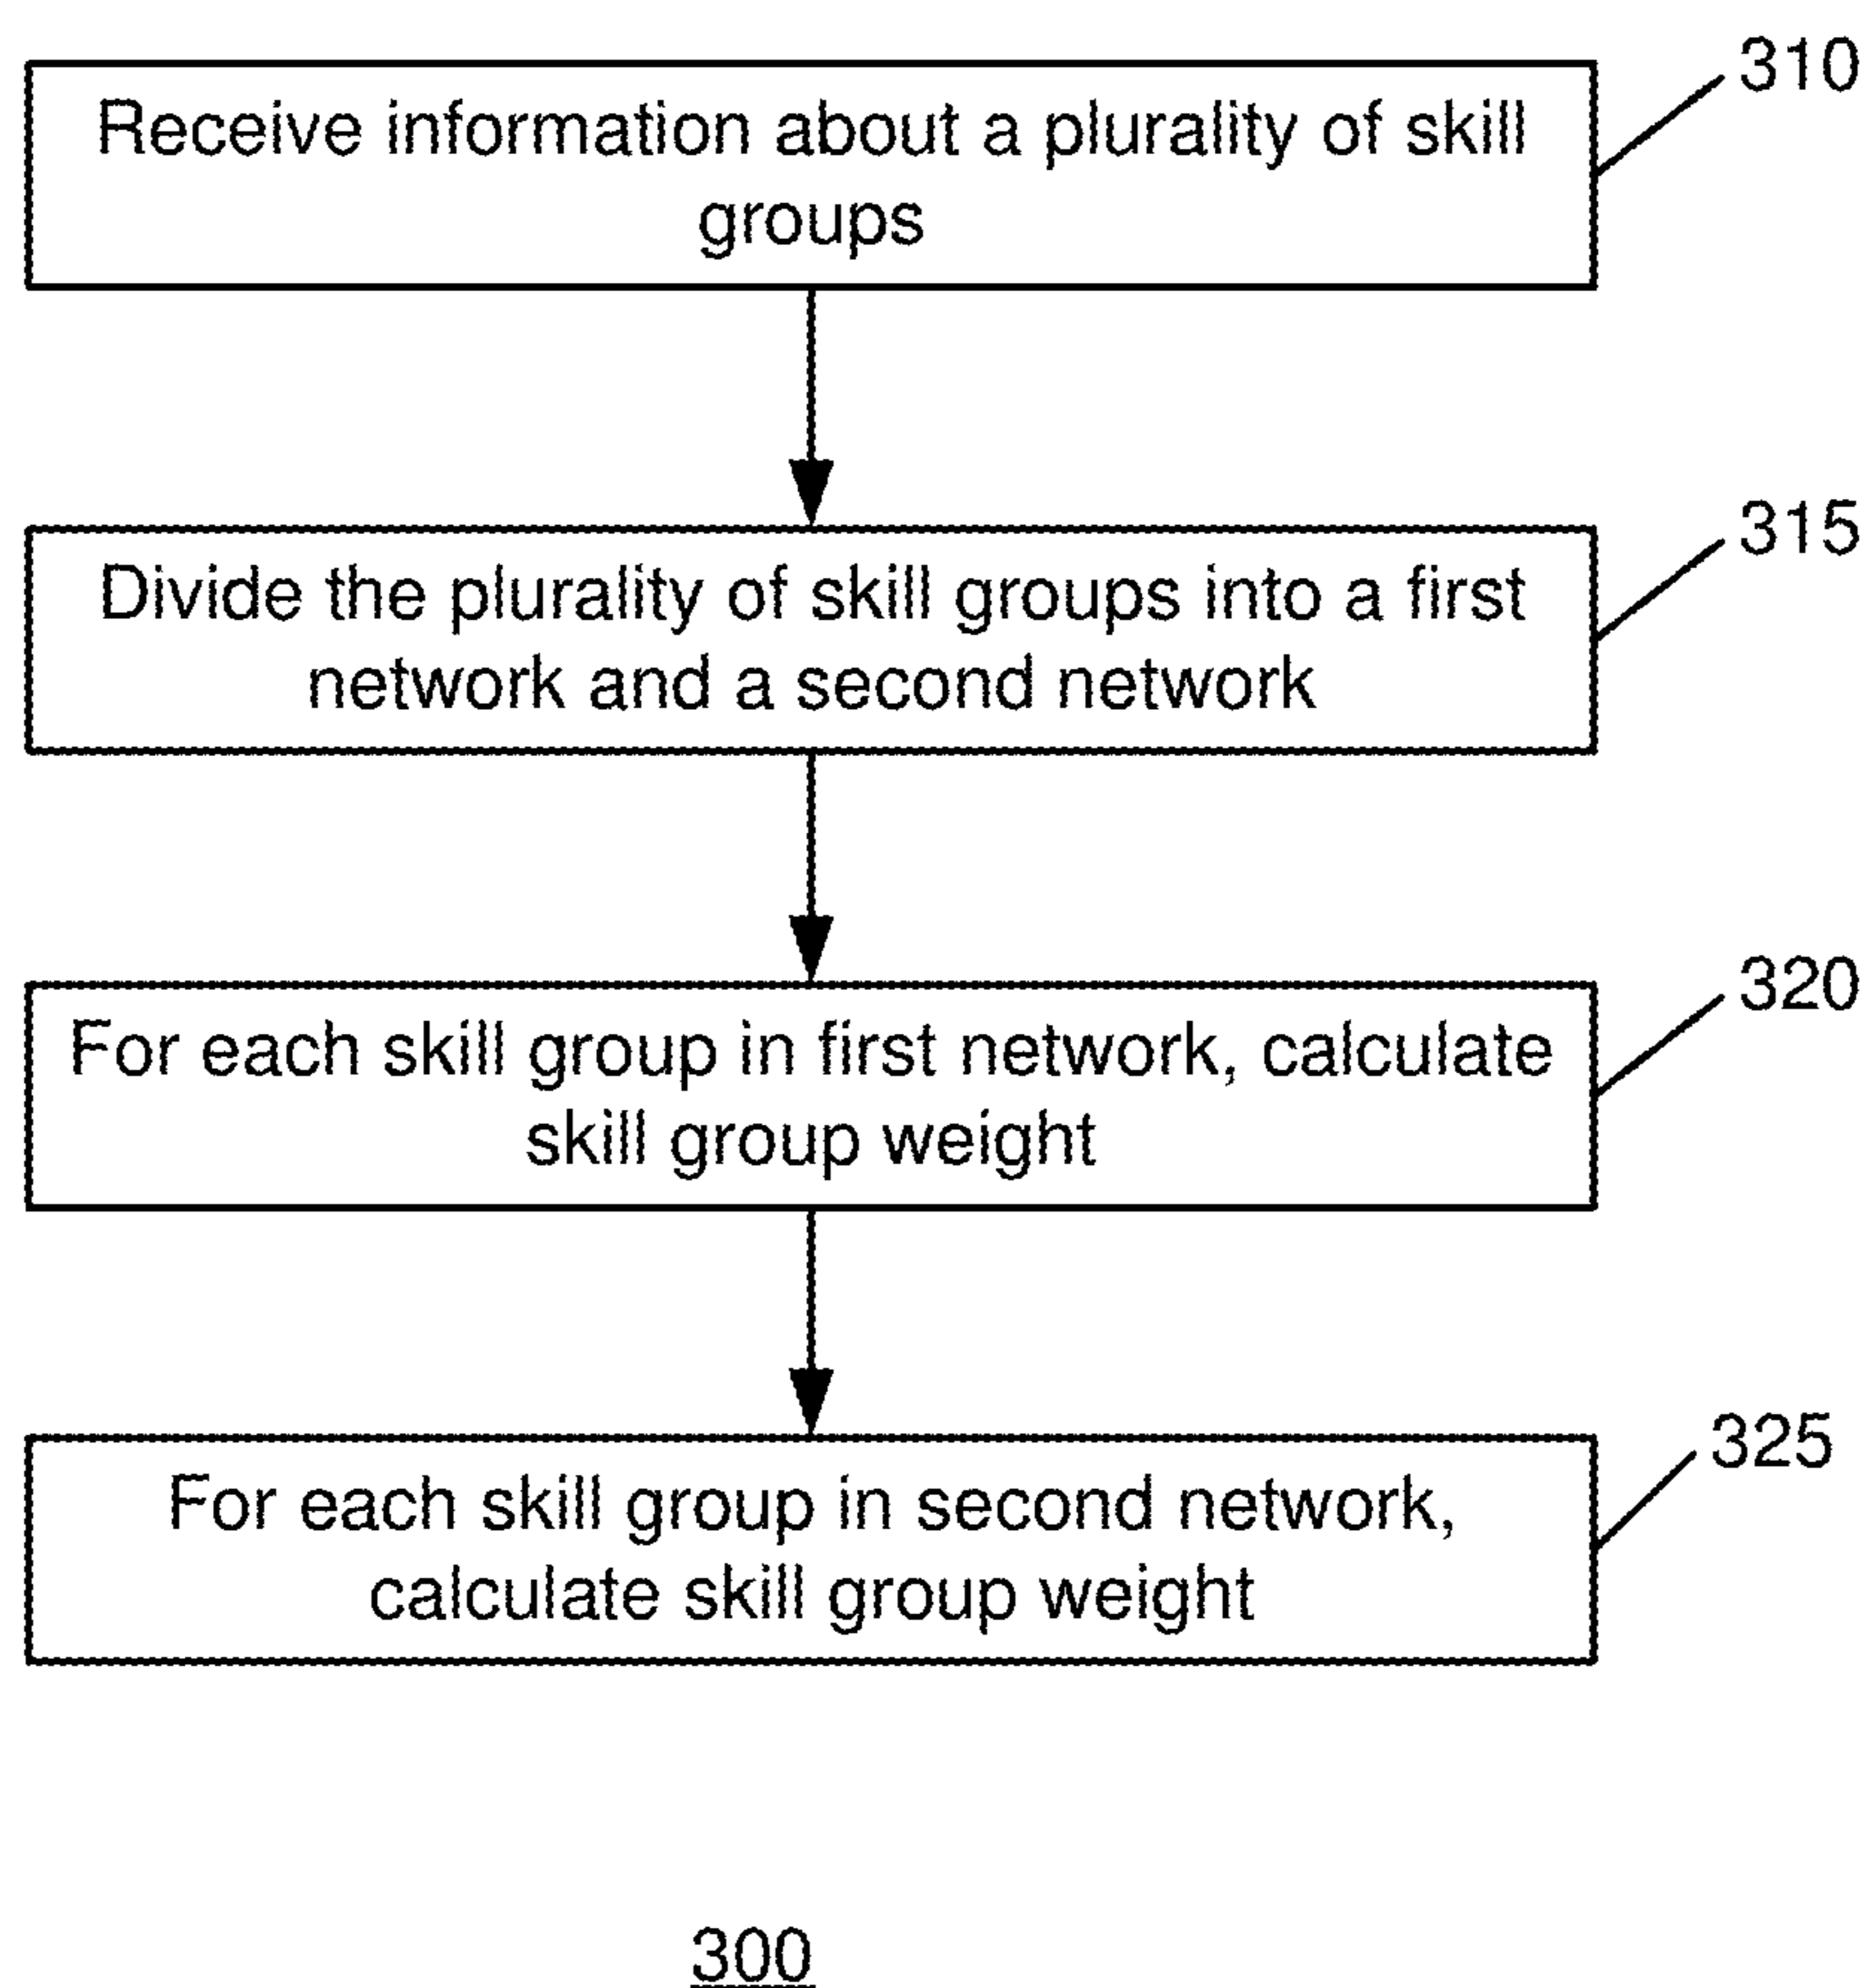 310
Receive information about a plurality of skill
groups
315
Divide the plurality of skill groups into a first
network and a second network
320
For each skill group in first network, calculate
skill group weight
325
For each skill group in second network,
calculate skill group weight
300